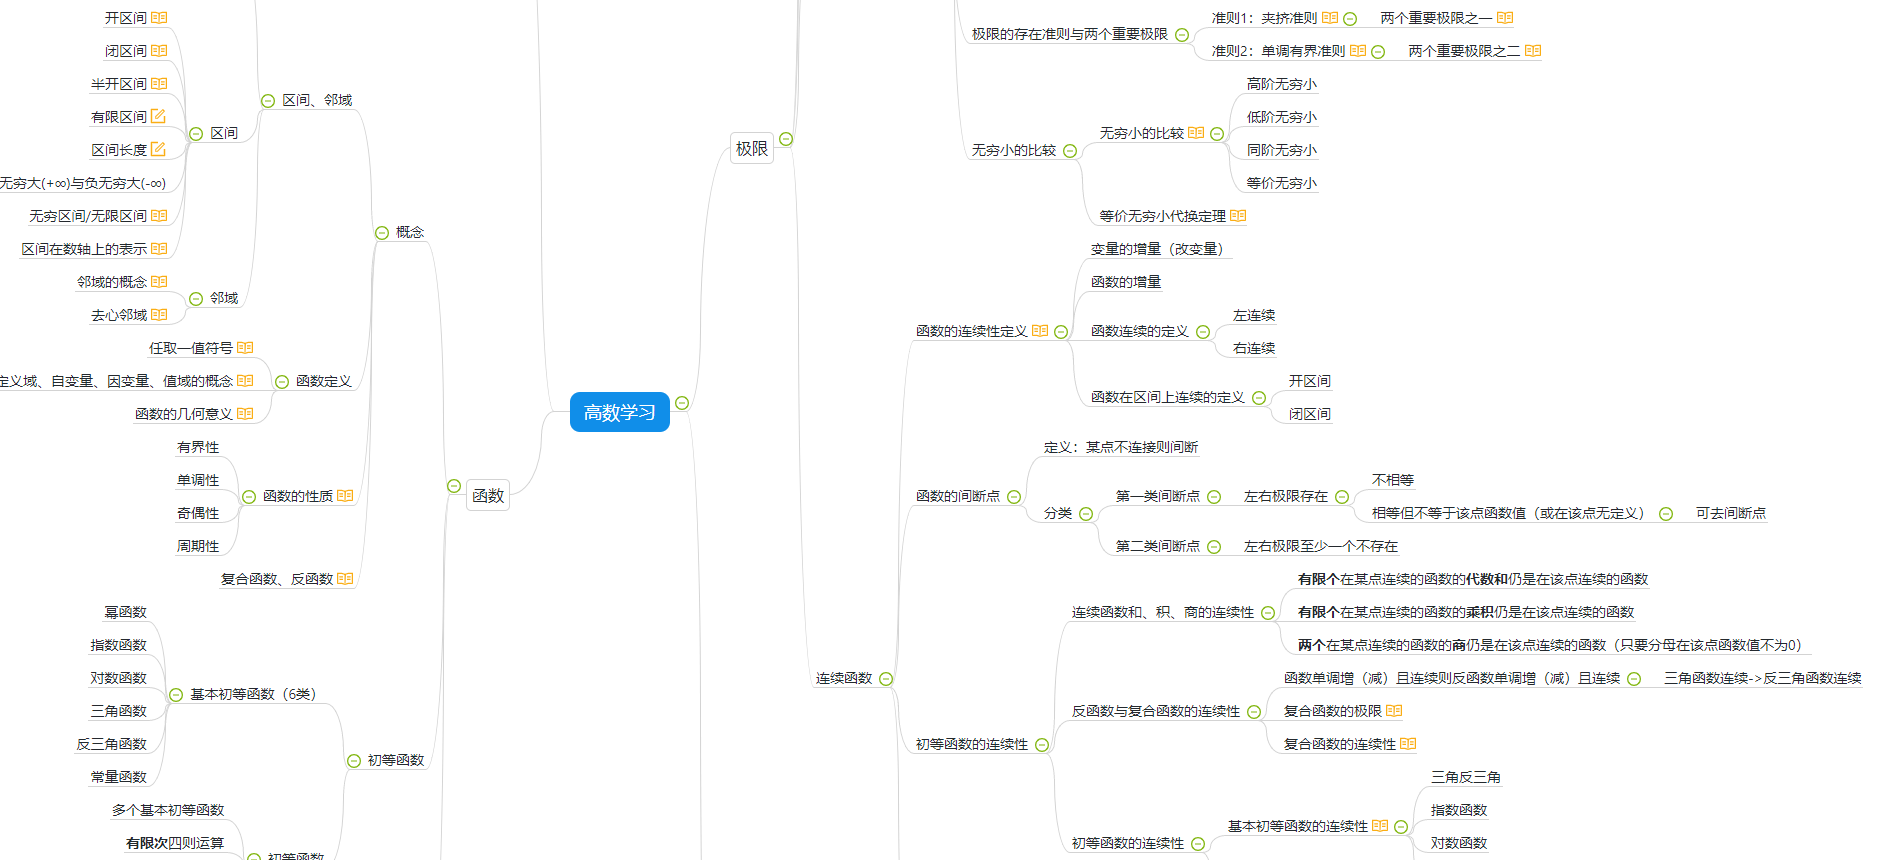 高数学习
函数
概念
区间、邻域
区间
开区间
闭区间
半开区间
有限区间
区间长度
无穷大(+∞)与负无穷大(-∞)
无穷区间/无限区间
区间在数轴上的表示
邻域
邻域的概念
去心邻域
函数定义
任取一值符号
定义域、自变量、因变量、值域的概念
函数的几何意义
函数的性质
有界性
单调性
奇偶性
周期性
复合函数、反函数
初等函数
基本初等函数（6类）
幂函数
指数函数
对数函数
三角函数
反三角函数
常量函数
初等函数
多个基本初等函数
有限次四则运算
极限
极限的存在准则与两个重要极限
准则1：夹挤准则
两个重要极限之一
准则2：单调有界准则
两个重要极限之二
无穷小的比较
无穷小的比较
高阶无穷小
低阶无穷小
同阶无穷小
等价无穷小
等价无穷小代换定理
连续函数
函数的连续性定义
变量的增量（改变量）
函数的增量
函数连续的定义
左连续
右连续
函数在区间上连续的定义
开区间
闭区间
函数的间断点
定义：某点不连接则间断
分类
第一类间断点
左右极限存在
不相等
相等但不等于该点函数值（或在该点无定义）
可去间断点
第二类间断点
左右极限至少一个不存在
初等函数的连续性
连续函数和、积、商的连续性
有限个在某点连续的函数的代数和仍是在该点连续的函数
有限个在某点连续的函数的乘积仍是在该点连续的函数
两个在某点连续的函数的商仍是在该点连续的函数（只要分母在该点函数值不为0）
反函数与复合函数的连续性
函数单调增（减）且连续则反函数单调增（减）且连续
三角函数连续->反三角函数连续
复合函数的极限
复合函数的连续性
初等函数的连续性
基本初等函数的连续性
三角反三角
指数函数
对数函数